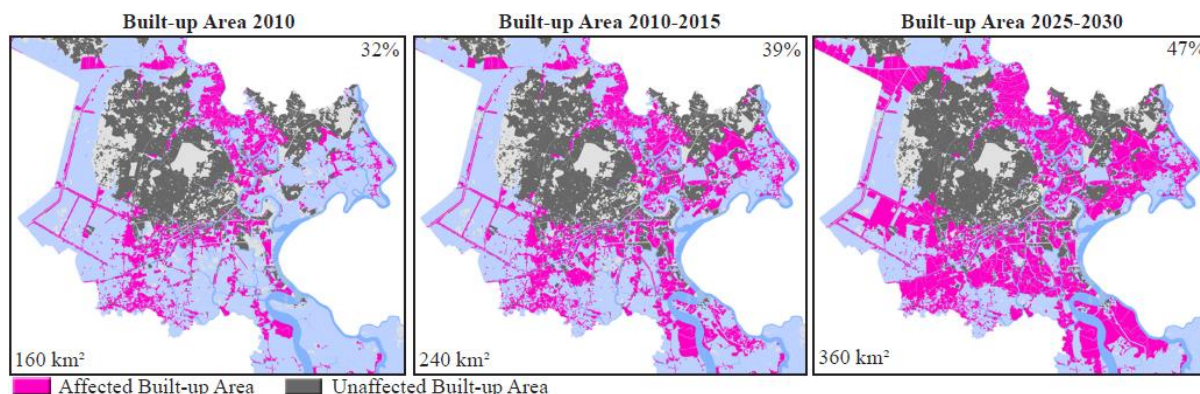 Built-up Area 2010
32%
160 km²
Built-up Area 2010-2015
39%
240 km²
Built-up Area 2025-2030
47%
360 km²
Affected Built-up Area
Unaffected Built-up Area